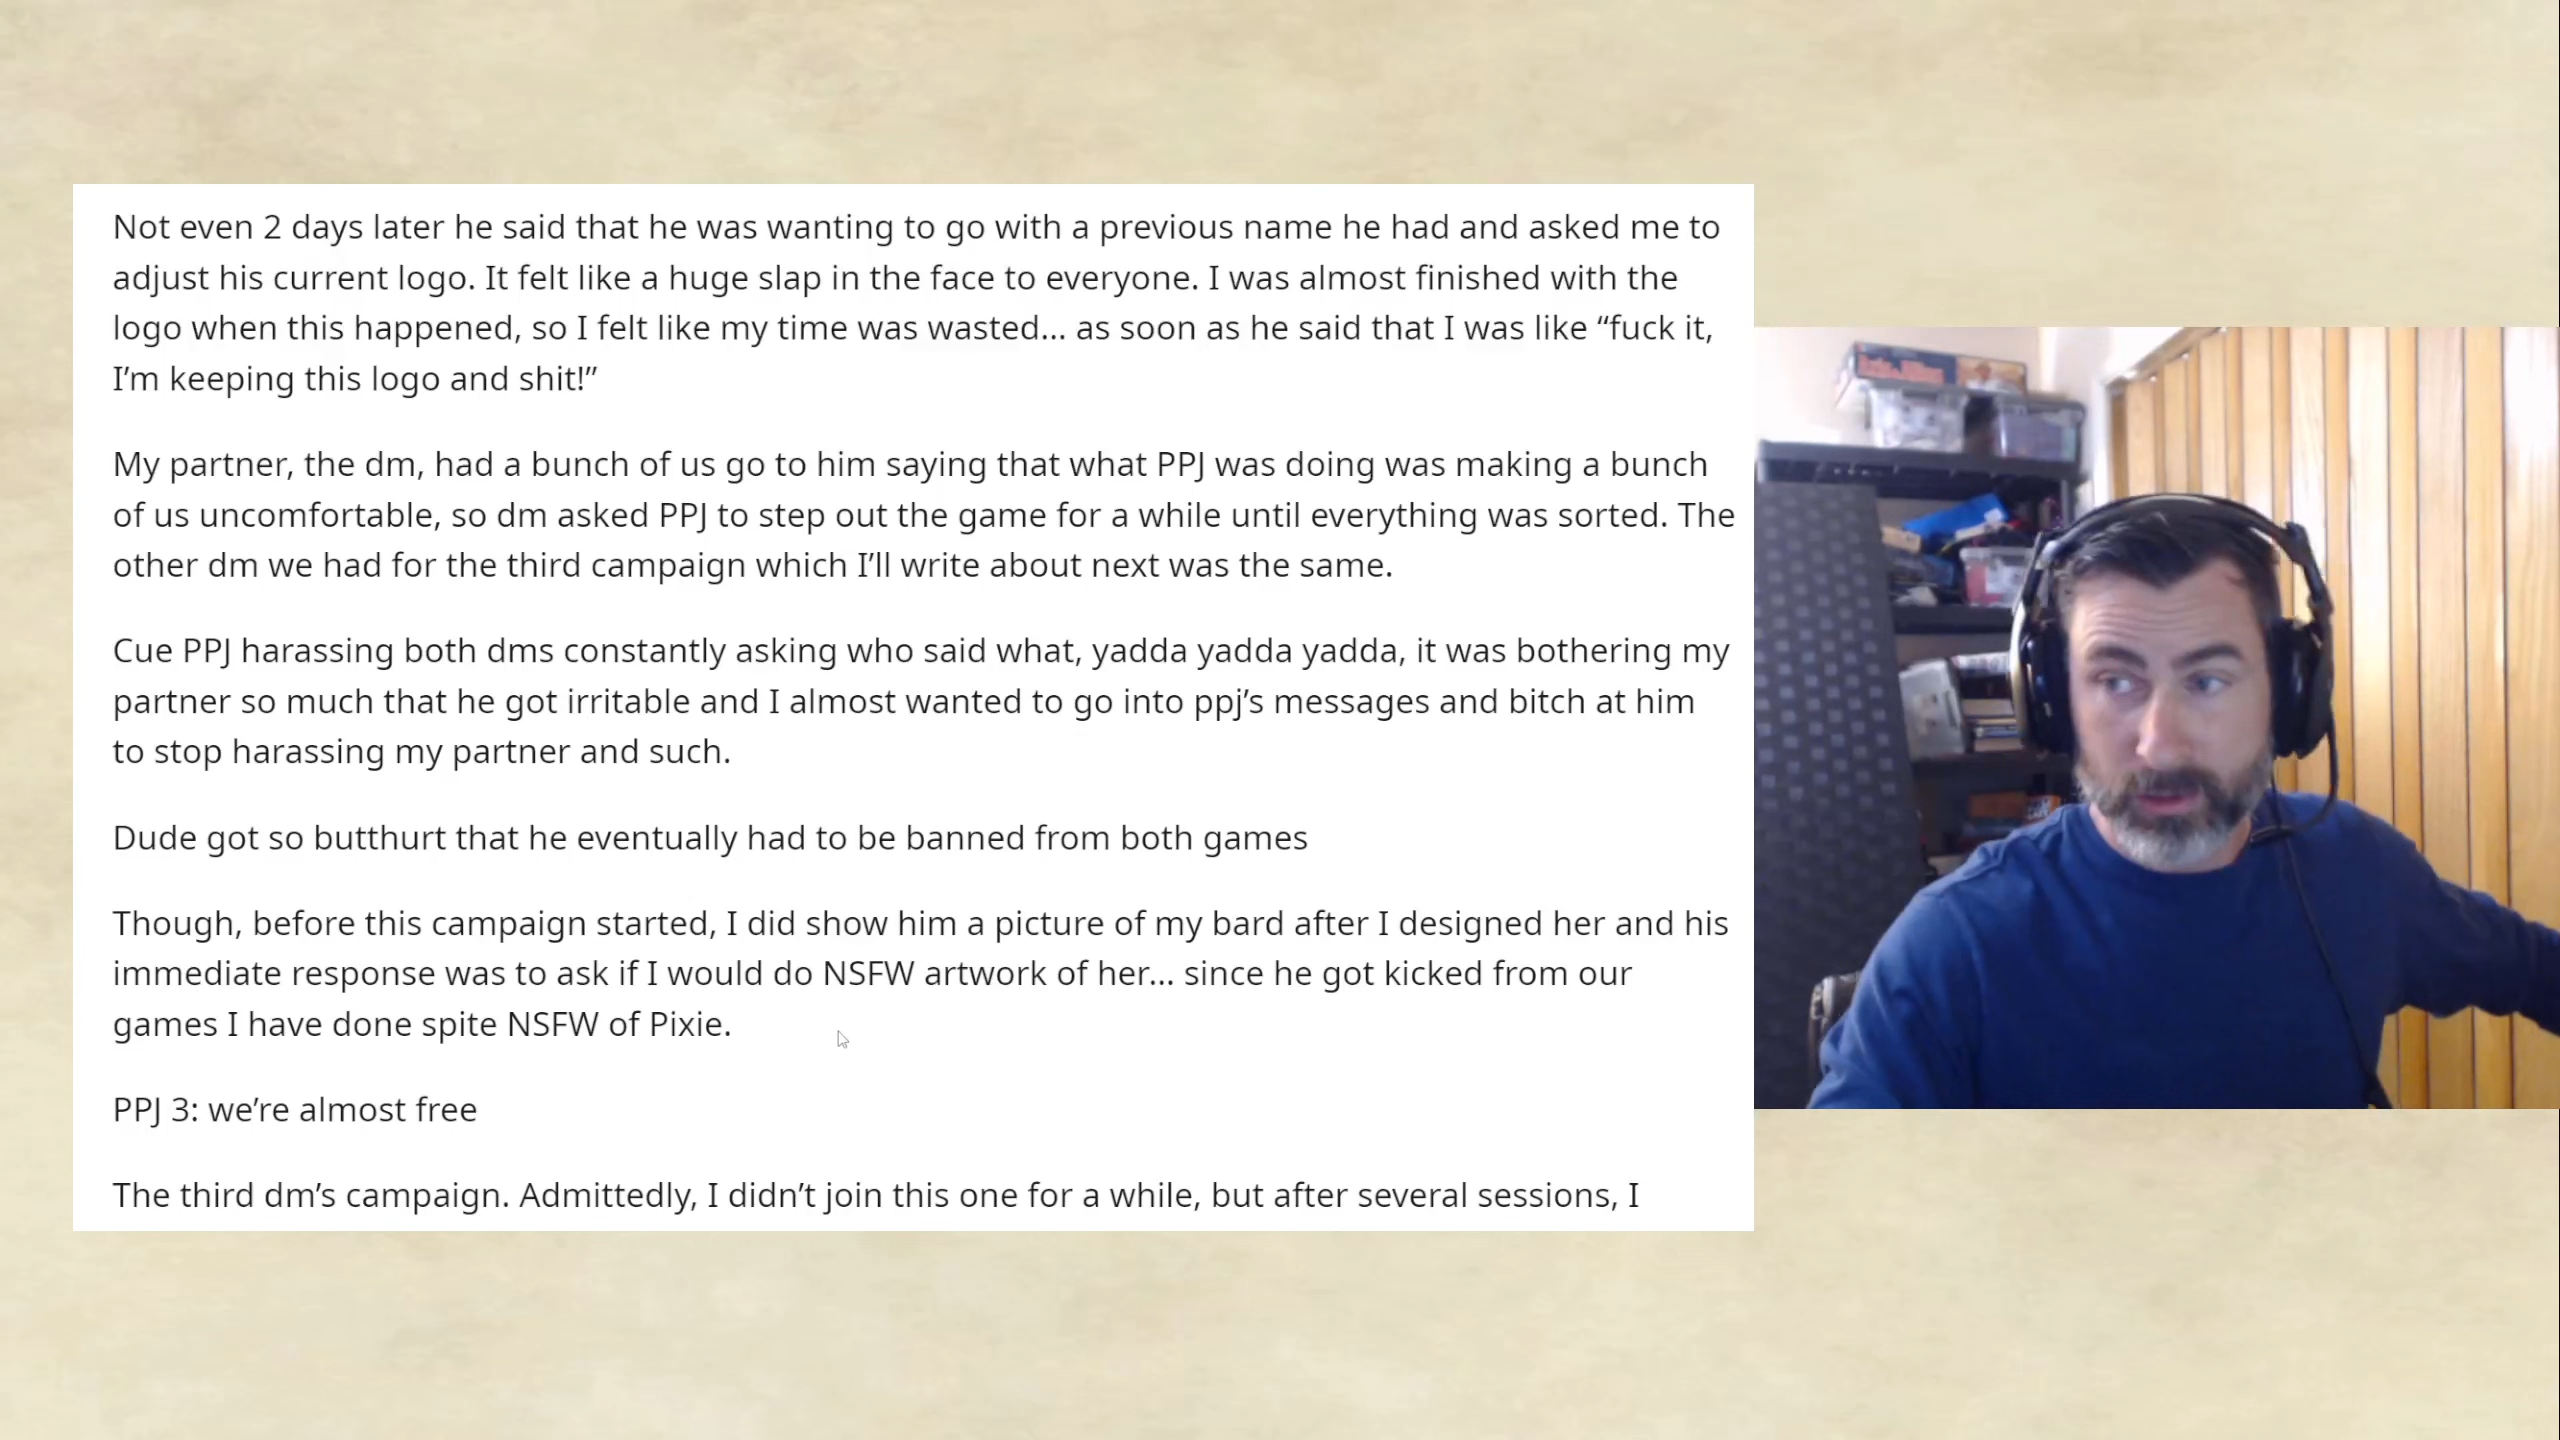 Not even 2 days later he said that he was wanting to go with a previous name he had and asked me to
adjust his current logo. It felt like a huge slap in the face to everyone. I was almost finished with the
logo when this happened, so I felt like my time was wasted... as soon as he said that I was like “fuck it,
I’m keeping this logo and shit!”
My partner, the dm, had a bunch of us go to him saying that what PPJ was doing was making a bunch
of us uncomfortable, so dm asked PPJ to step out the game for a while until everything was sorted. The
other dm we had for the third campaign which I’ll write about next was the same.
Cue PPJ harassing both dms constantly asking who said what, yadda yadda yadda, it was bothering my
partner so much that he got irritable and I almost wanted to go into ppj’s messages and bitch at him
to stop harassing my partner and such.
Dude got so butthurt that he eventually had to be banned from both games
Though, before this campaign started, I did show him a picture of my bard after I designed her and his
immediate response was to ask if I would do NSFW artwork of her... since he got kicked from our
games I have done spite NSFW of Pixie.
PPJ 3: we’re almost free
The third dm’s campaign. Admittedly, I didn’t join this one for a while, but after several sessions, I